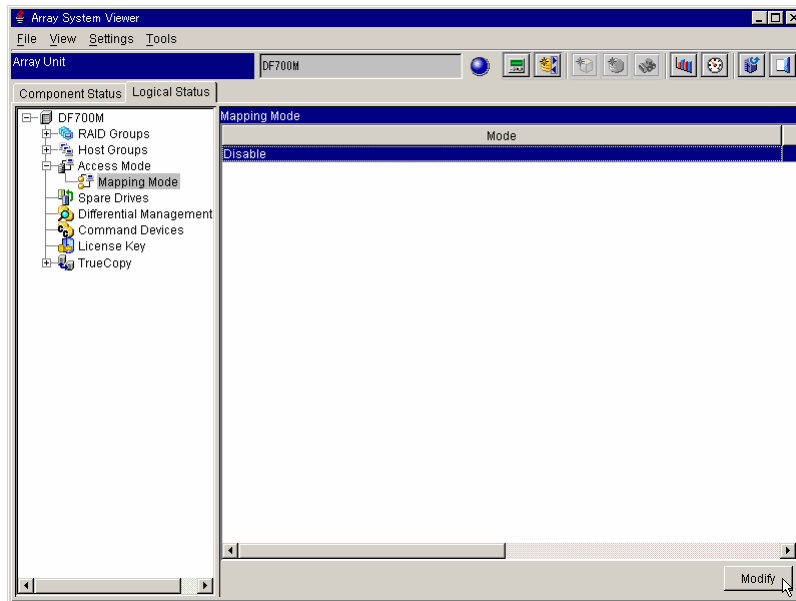 Array System Viewer
File View Settings Tools
Array Unit
DF700M
Component Status Logical Status
DF700M
RAID Groups
Host Groups
Access Mode
Mapping Mode
Spare Drives
Differential Management
Command Devices
License Key
TrueCopy
Mapping Mode
Mode
Disable
Modify